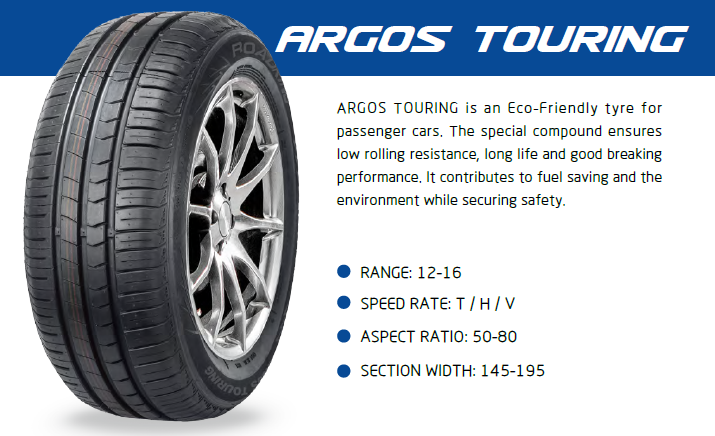 ARGOS TOURING
ARGOS TOURING is an Eco-Friendly tyre for
passenger cars. The special compound ensures
low rolling resistance, long life and good breaking
performance. It contributes to fuel saving and the
environment while securing safety.
RANGE: 12-16
SPEED RATE: T / H / V
ASPECT RATIO: 50-80
SECTION WIDTH: 145-195
TOURING